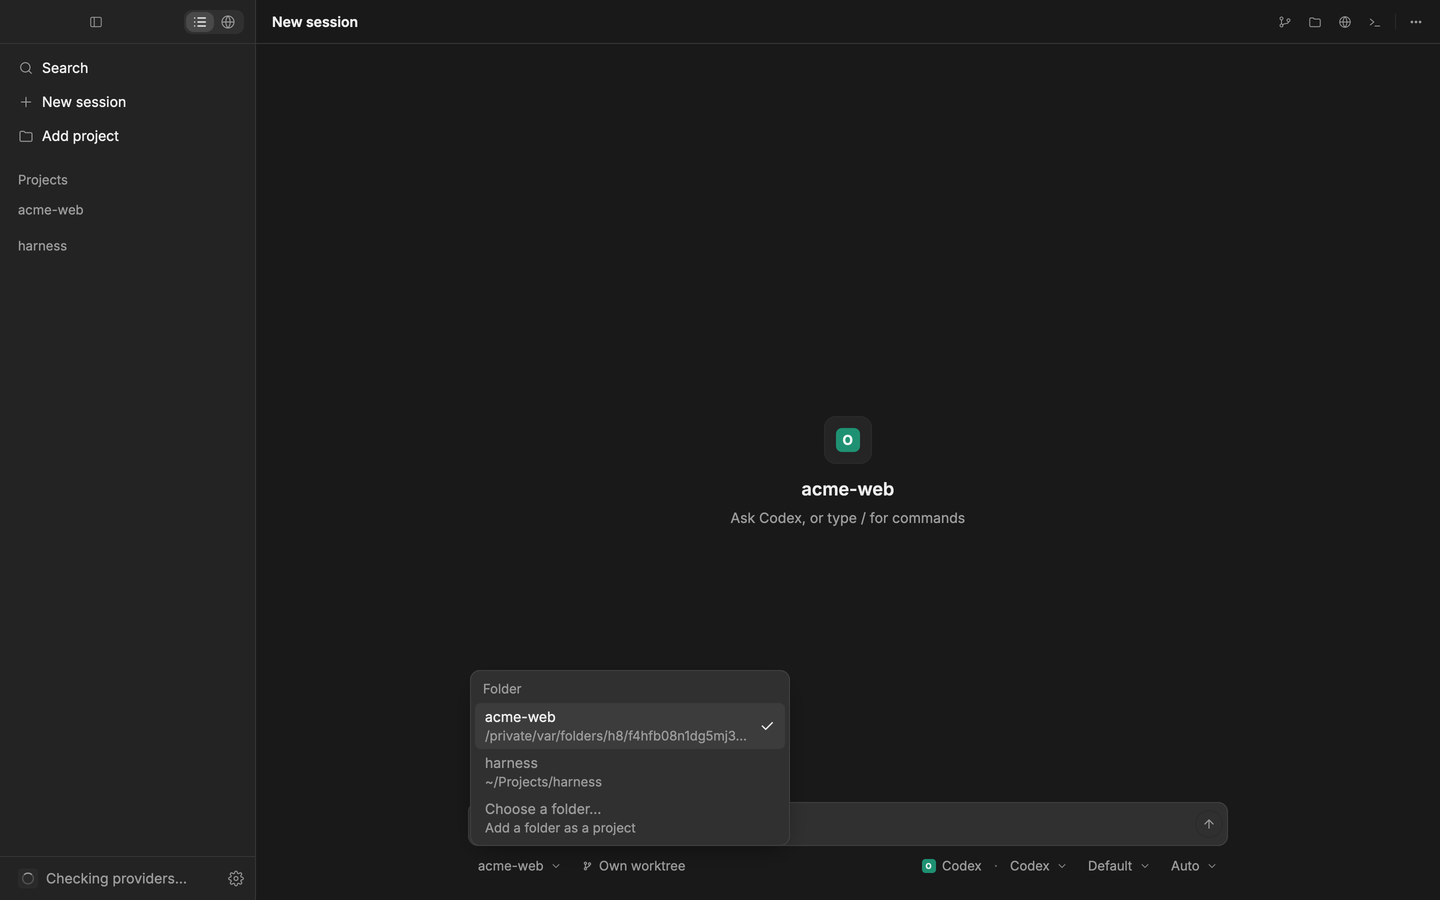 New session
Search
New session
Add project
Projects
acme-web
harness
O
acme-web
Ask Codex, or type / for commands
Folder
acme-web
/private/var/folders/h8/f4hfb08n1dg5mj3...
harness
~/Projects/harness
Choose a folder...
Add a folder as a project
acme-web
Own worktree
O Codex · Codex
Default
Auto
Checking providers...